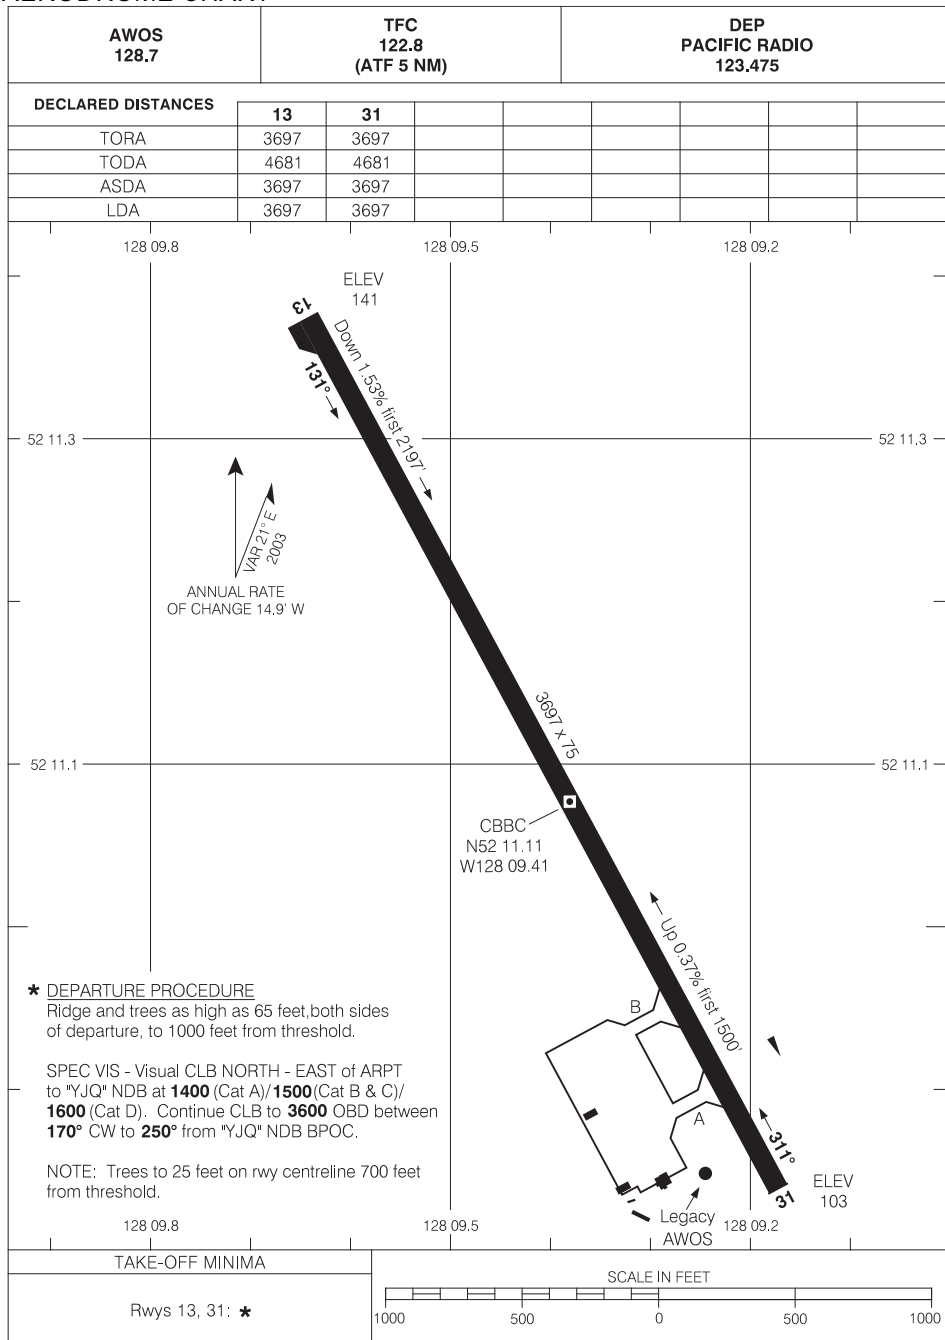 AERODROME CHART
AWOS
128.7
TFC
122.8
(ATF 5 NM)
DEP
PACIFIC RADIO
123.475
DECLARED DISTANCES
13 31
TORA 3697 3697
TODA 4681 4681
ASDA 3697 3697
LDA 3697 3697
128 09.8 128 09.5 128 09.2
ELEV
141
13
131°
Down 1.53% first 2197'
52 11.3 52 11.3
VAR 21° E
2003
ANNUAL RATE
OF CHANGE 14.9' W
3697 x 75
52 11.1 52 11.1
CBBC
N52 11.11
W128 09.41
Up 0.37% first 1500'
B
A
311°
31
ELEV
103
Legacy
AWOS
* DEPARTURE PROCEDURE
Ridge and trees as high as 65 feet,both sides
of departure, to 1000 feet from threshold.
SPEC VIS - Visual CLB NORTH - EAST of ARPT
to "YJQ" NDB at 1400 (Cat A)/1500(Cat B & C)/
1600 (Cat D). Continue CLB to 3600 OBD between
170° CW to 250° from "YJQ" NDB BPOC.
NOTE: Trees to 25 feet on rwy centreline 700 feet
from threshold.
128 09.8 128 09.5 128 09.2
TAKE-OFF MINIMA
Rwys 13, 31: *
SCALE IN FEET
1000 500 0 500 1000